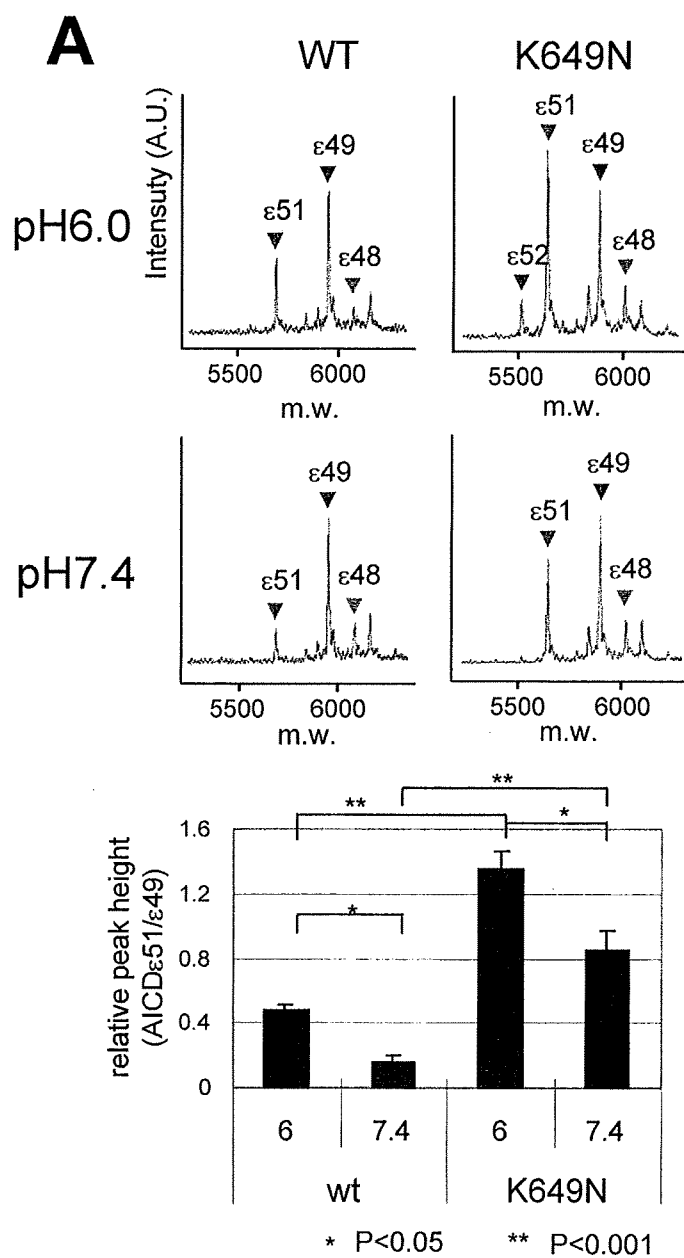 A
WT K649N
Intensuty (A.U.)
pH6.0
ε51 ε49 ε48
5500 6000
m.w.
ε52 ε51 ε49 ε48
5500 6000
m.w.
pH7.4
ε51 ε49 ε48
5500 6000
m.w.
ε51 ε49 ε48
5500 6000
m.w.
relative peak height
(AICDε51/ε49)
1.6
1.2
0.8
0.4
0
** ** * *
6 7.4 6 7.4
wt K649N
* P<0.05 ** P<0.001